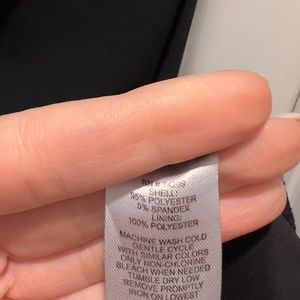 RN #
SHELL:
95% POLYESTER
5% SPANDEX
LINING:
100% POLYESTER
MACHINE WASH COLD
GENTLE CYCLE
WITH SIMILAR COLORS
ONLY NON-CHLORINE
BLEACH WHEN NEEDED
TUMBLE DRY LOW
REMOVE PROMPTLY
IRON ON LOWEST